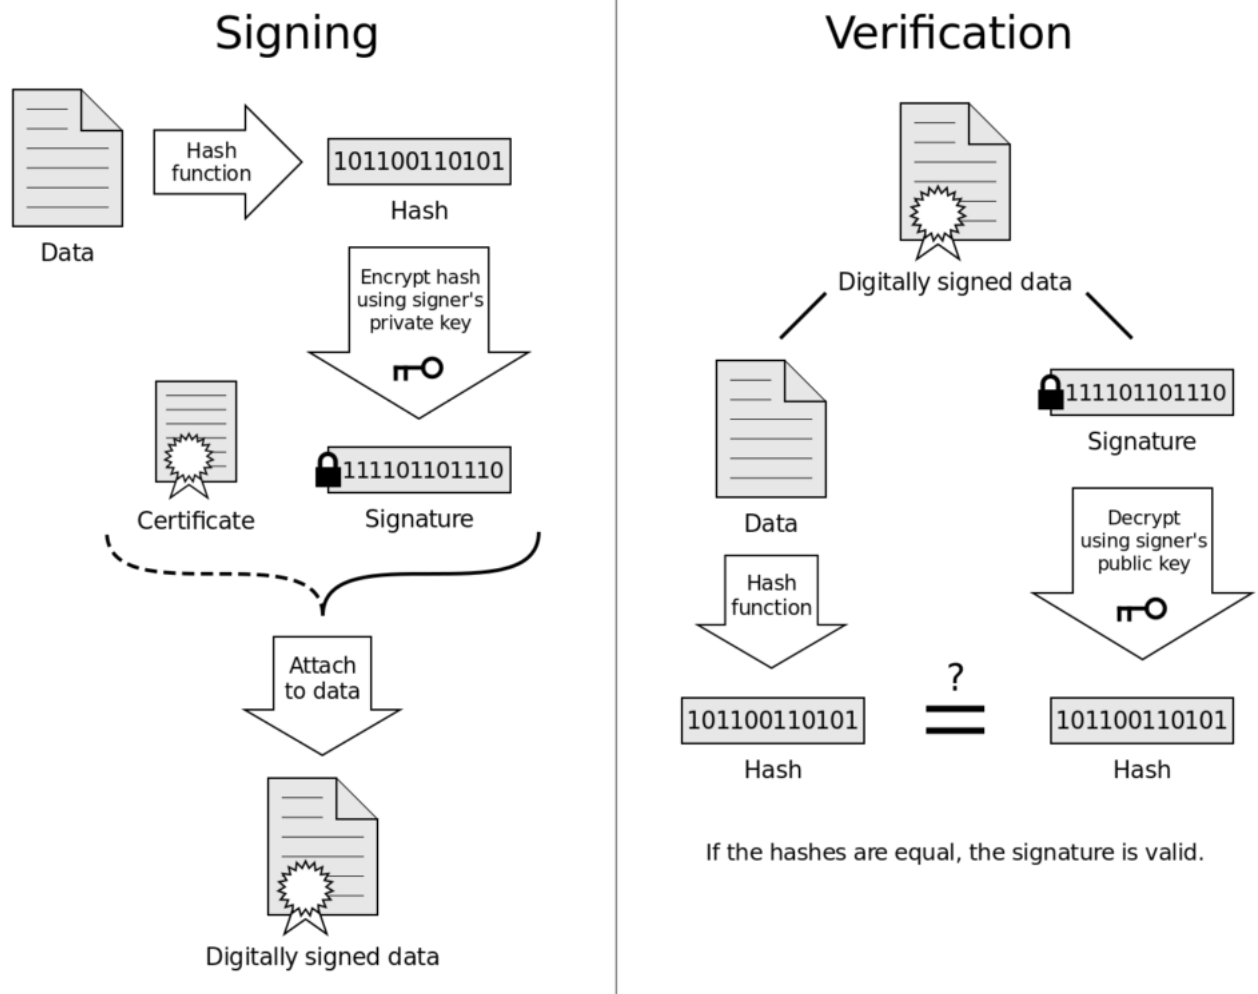 Signing
Data
Hash
function
101100110101
Hash
Encrypt hash
using signer's
private key
Certificate
111101101110
Signature
Attach
to data
Digitally signed data
Verification
Digitally signed data
Data
111101101110
Signature
Hash
function
Decrypt
using signer's
public key
101100110101
Hash
?
=
101100110101
Hash
If the hashes are equal, the signature is valid.